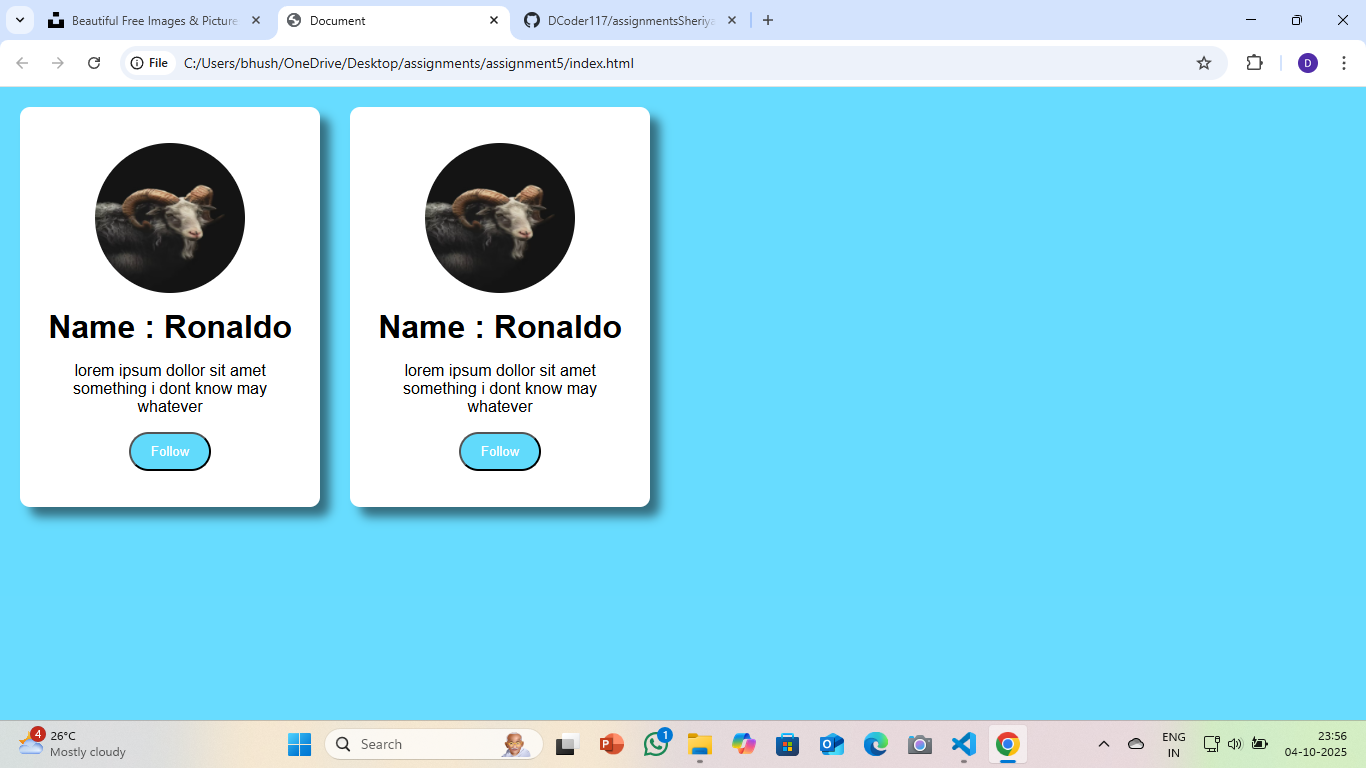 Beautiful Free Images & Picture
Document
DCoder117/assignmentsSheriya
File
C:/Users/bhush/OneDrive/Desktop/assignments/assignment5/index.html
D
Name : Ronaldo
lorem ipsum dollor sit amet
something i dont know may
whatever
Follow
Name : Ronaldo
lorem ipsum dollor sit amet
something i dont know may
whatever
Follow
4
26°C
Mostly cloudy
Search
1
ENG
IN
23:56
04-10-2025